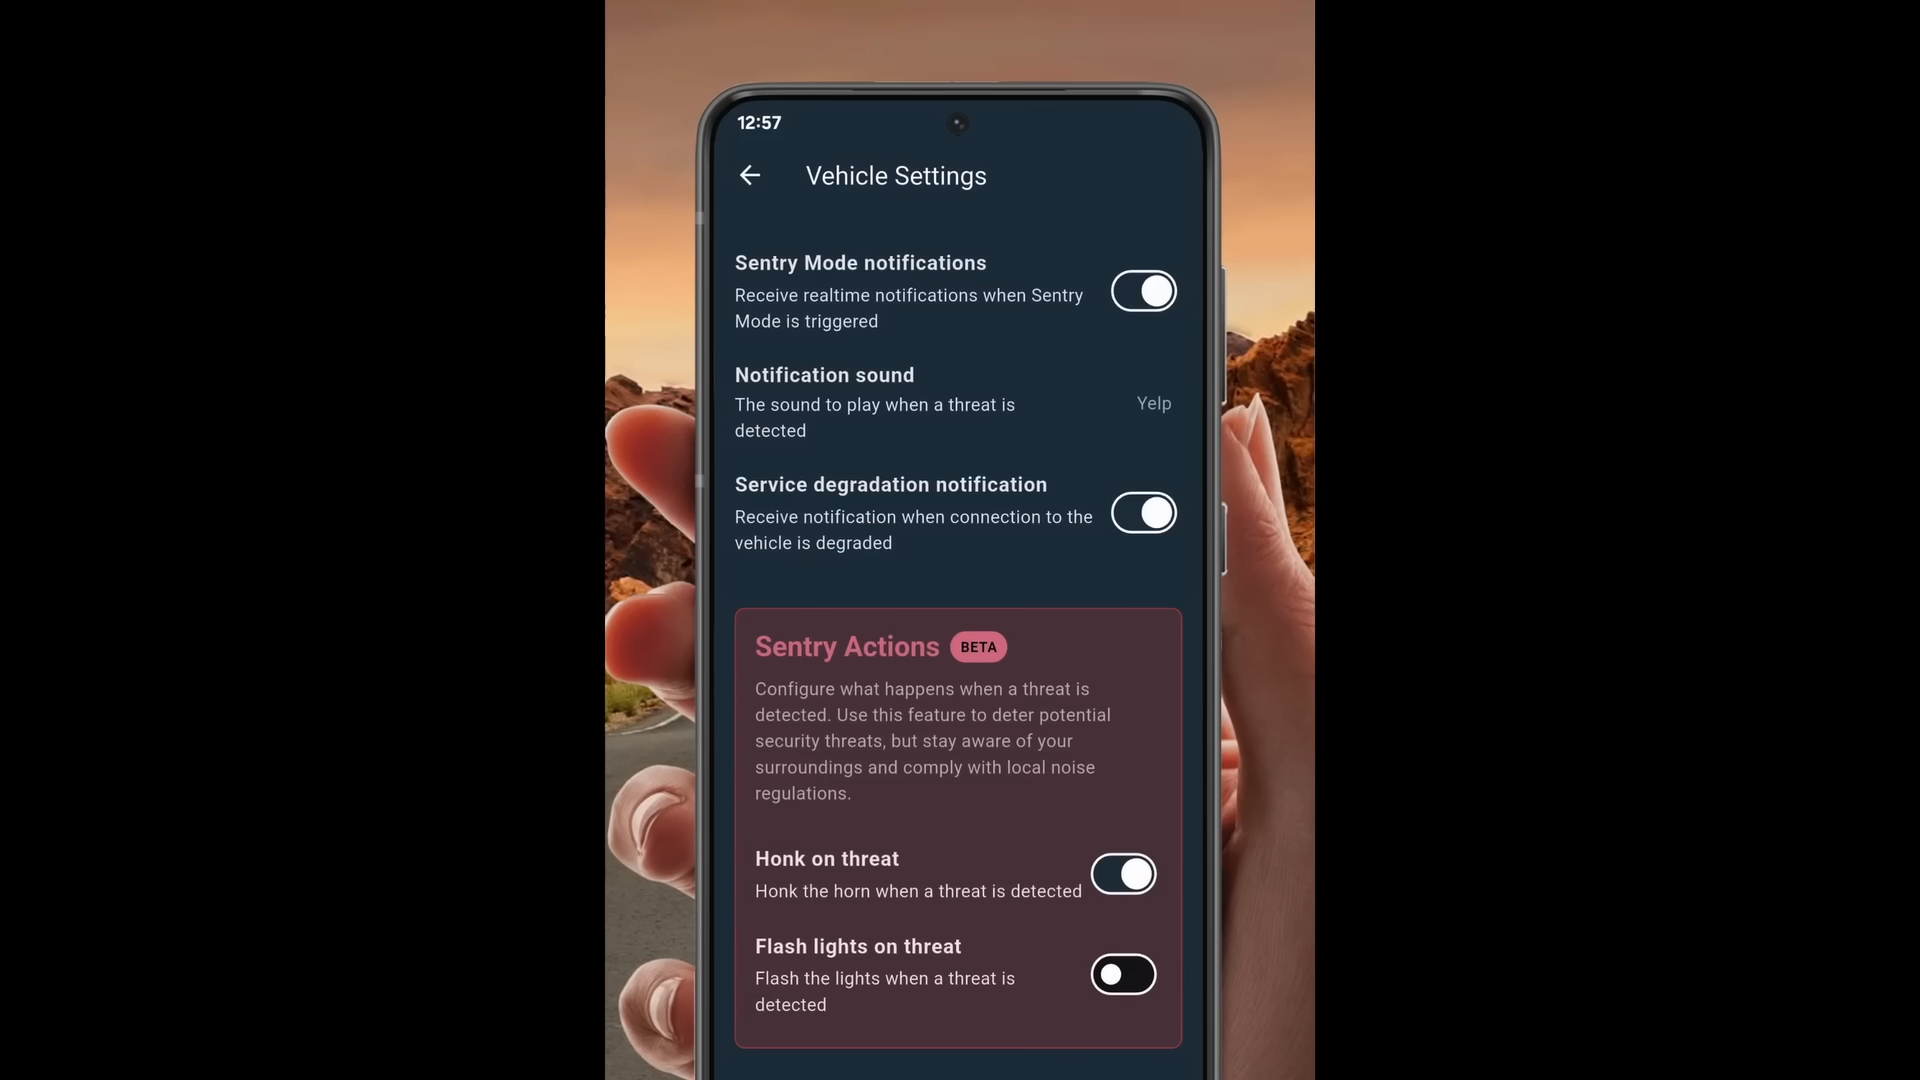 12:57
Vehicle Settings
Sentry Mode notifications
Receive realtime notifications when Sentry
Mode is triggered
Notification sound
The sound to play when a threat is
detected
Yelp
Service degradation notification
Receive notification when connection to the
vehicle is degraded
Sentry Actions BETA
Configure what happens when a threat is
detected. Use this feature to deter potential
security threats, but stay aware of your
surroundings and comply with local noise
regulations.
Honk on threat
Honk the horn when a threat is detected
Flash lights on threat
Flash the lights when a threat is
detected